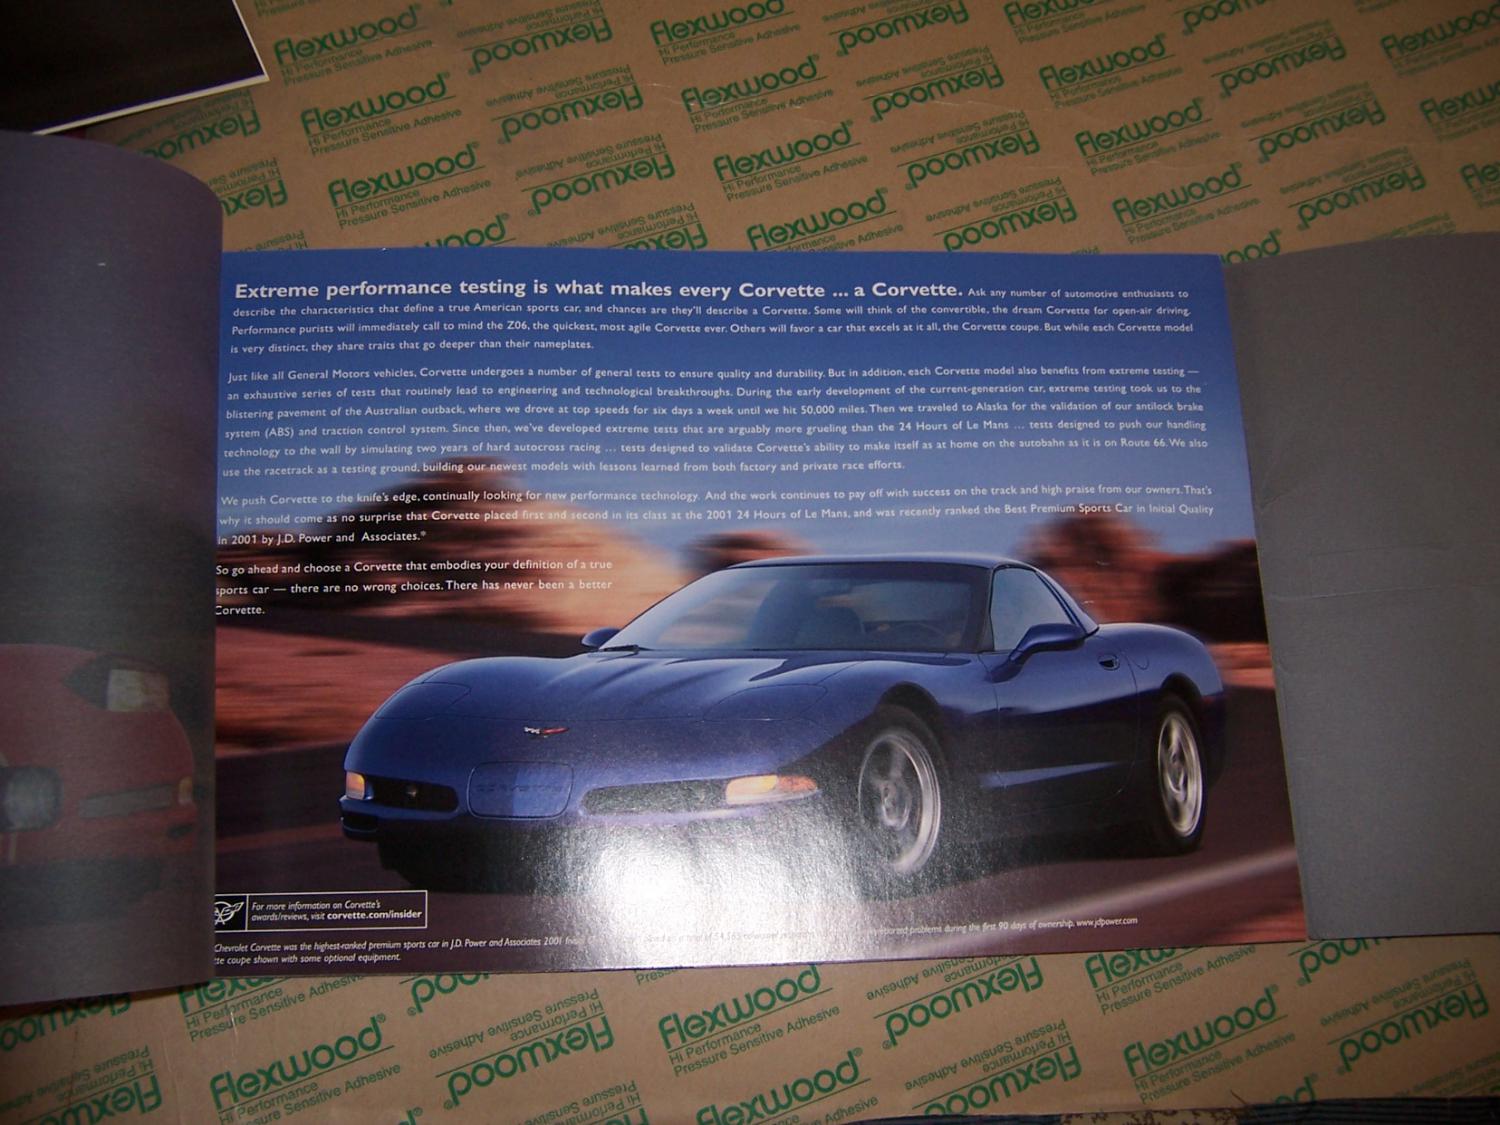 Extreme performance testing is what makes every Corvette ... a Corvette. Ask any number of automotive enthusiasts to
describe the characteristics that define a true American sports car, and chances are they'll describe a Corvette. Some will think of the convertible, the dream Corvette for open-air driving.
Performance purists will immediately call to mind the Z06, the quickest, most agile Corvette ever. Others will favor a car that excels at it all, the Corvette coupe. But while each Corvette model
is very distinct, they share traits that go deeper than their nameplates.
Just like all General Motors vehicles, Corvette undergoes a number of general tests to ensure quality and durability. But in addition, each Corvette model also benefits from extreme testing —
an exhaustive series of tests that routinely lead to engineering and technological breakthroughs. During the early development of the current-generation car, extreme testing took us to the
blistering pavement of the Australian outback, where we drove at top speeds for six days a week until we hit 50,000 miles. Then we traveled to Alaska for the validation of our antilock brake
system (ABS) and traction control system. Since then, we've developed extreme tests that are arguably more grueling than the 24 Hours of Le Mans ... tests designed to push our handling
technology to the wall by simulating two years of hard autocross racing ... tests designed to validate Corvette's ability to make itself as at home on the autobahn as it is on Route 66. We also
use the racetrack as a testing ground, building our newest models with lessons learned from both factory and private race efforts.
We push Corvette to the knife's edge, continually looking for new performance technology. And the work continues to pay off with success on the track and high praise from our owners. That's
why it should come as no surprise that Corvette placed first and second in its class at the 2001 24 Hours of Le Mans, and was recently ranked the Best Premium Sports Car in Initial Quality
in 2001 by J.D. Power and Associates.*
So go ahead and choose a Corvette that embodies your definition of a true
sports car — there are no wrong choices. There has never been a better
Corvette.
CORVETTE
For more information on Corvette's
awards/reviews, visit corvette.com/insider
Chevrolet Corvette was the highest-ranked premium sports car in J.D. Power and Associates 2001 problems during the first 90 days of ownership. www.jdpower.com
coupe shown with some optional equipment.
Flexwood®
Hi Performance
Pressure Sensitive Adhesive